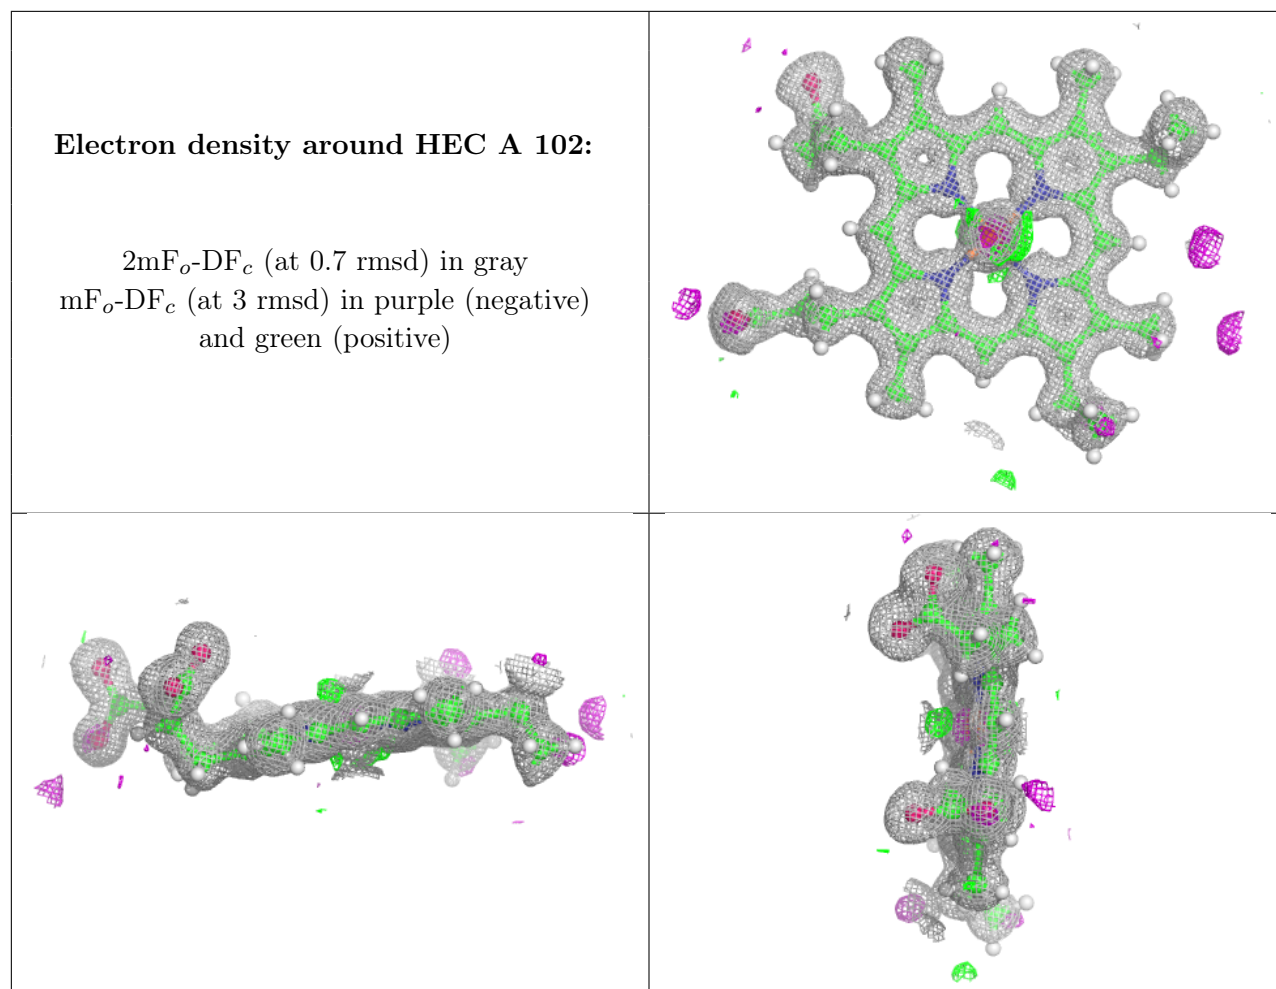 Electron density around HEC A 102:
2mFo-DFc (at 0.7 rmsd) in gray
mFo-DFc (at 3 rmsd) in purple (negative)
and green (positive)